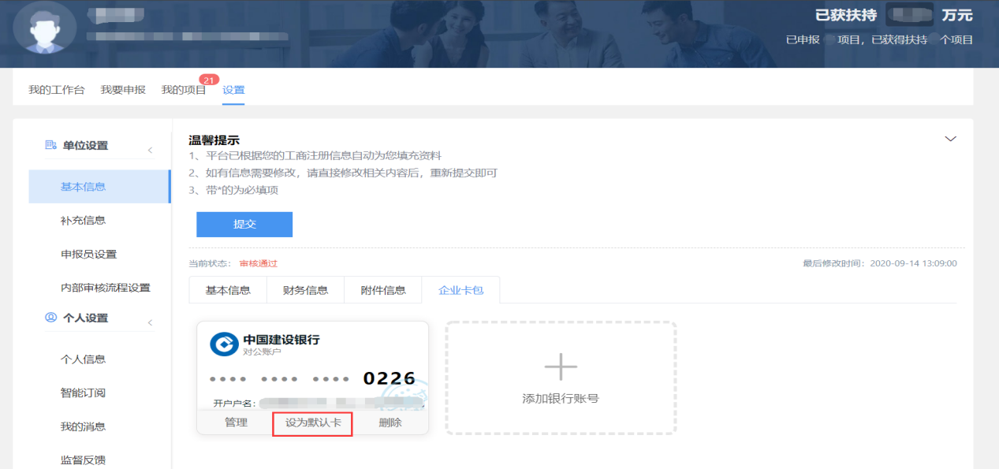 已获扶持 万元
已申报 项目，已获得扶持 个项目
我的工作台 我要申报 我的项目 21 设置
单位设置
基本信息
补充信息
申报员设置
内部审核流程设置
个人设置
个人信息
智能订阅
我的消息
监督反馈
温馨提示
1、平台已根据您的工商注册信息自动为您填充资料
2、如有信息需要修改，请直接修改相关内容后，重新提交即可
3、带*的为必填项
提交
当前状态： 审核通过 最后修改时间：2020-09-14 13:09:00
基本信息 财务信息 附件信息 企业卡包
中国建设银行
对公账户
•••• •••• •••• 0226
开户户名：
管理 设为默认卡 删除
添加银行账号